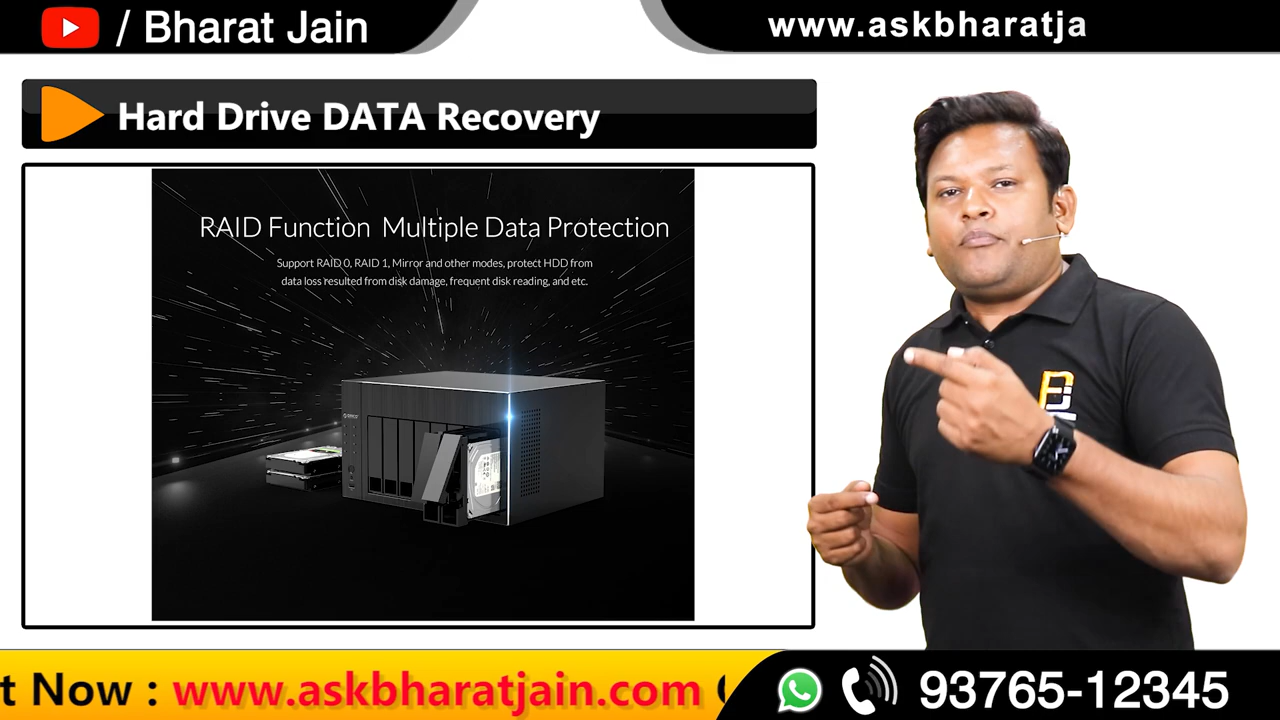 / Bharat Jain
www.askbharatja
Hard Drive DATA Recovery
RAID Function Multiple Data Protection
Support RAID 0, RAID 1, Mirror and other modes, protect HDD from
data loss resulted from disk damage, frequent disk reading, and etc.
t Now : www.askbharatjain.com
93765-12345